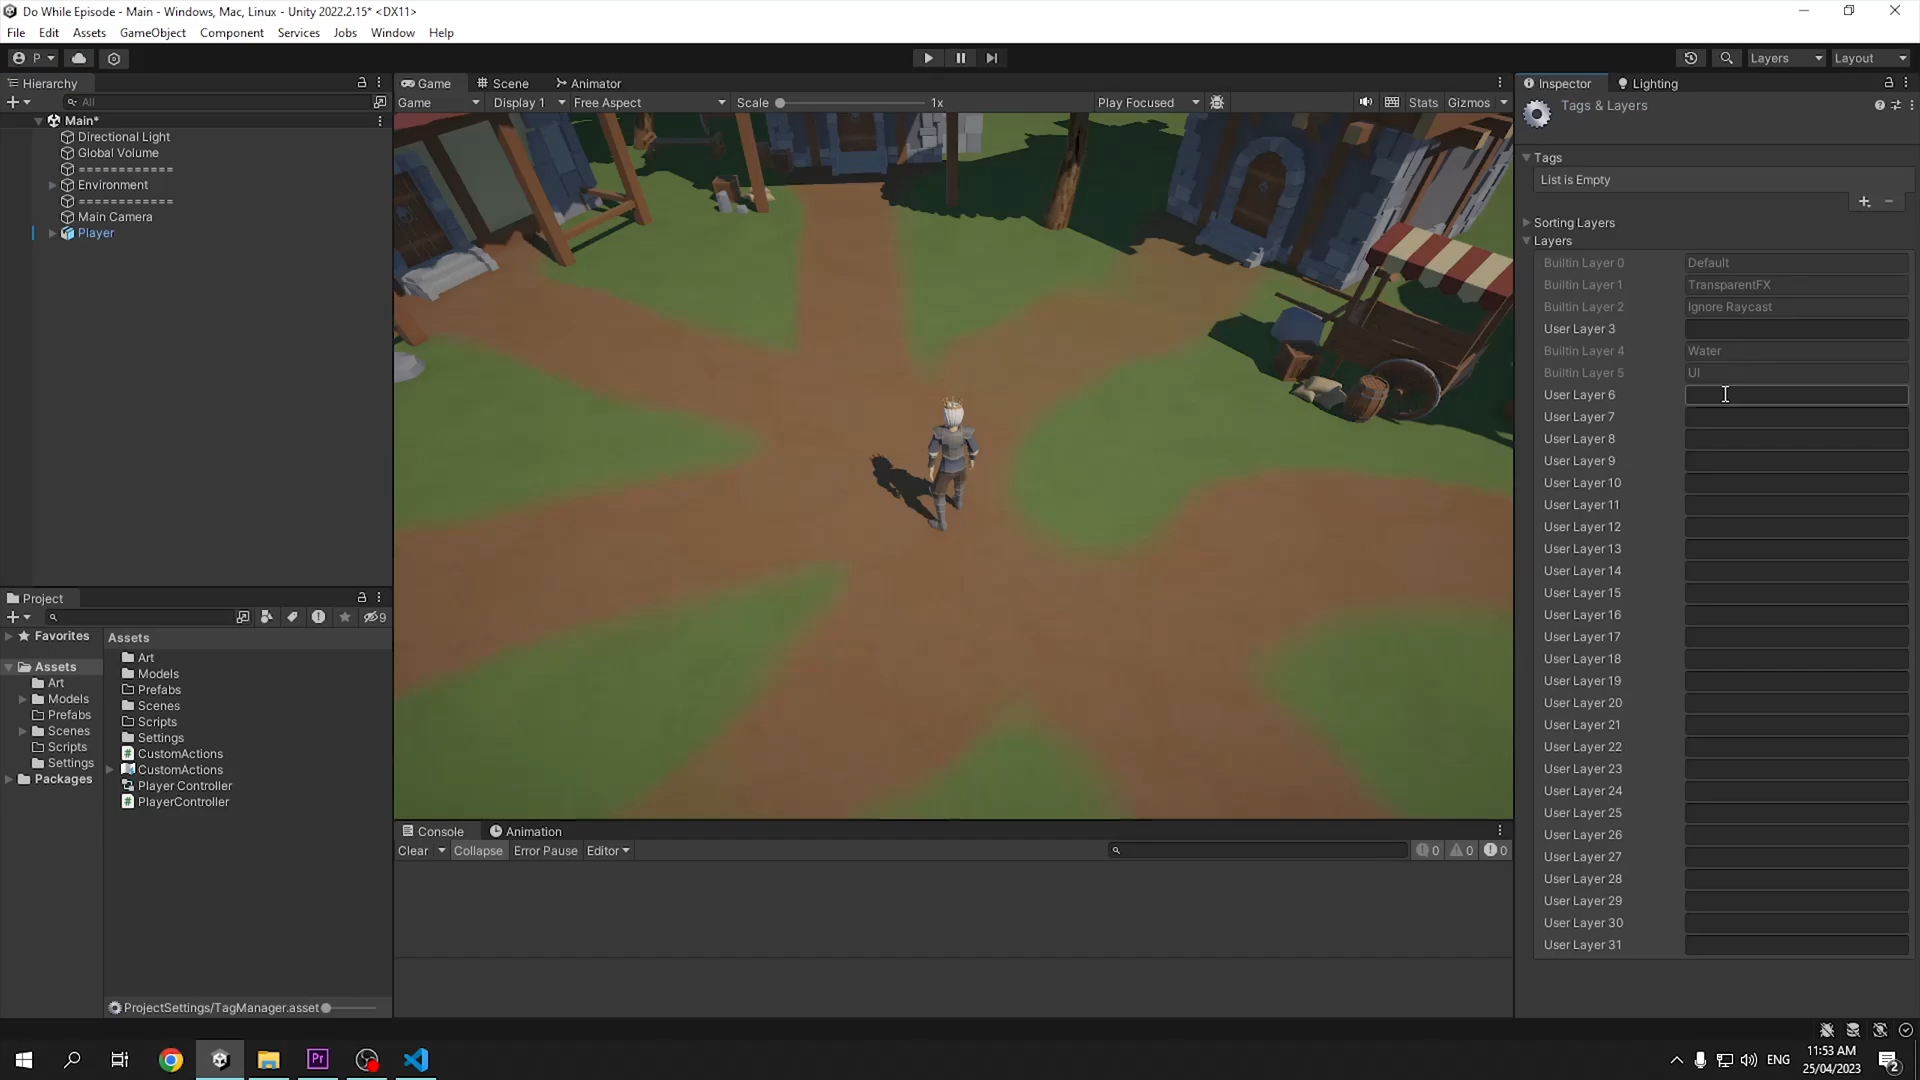 Do While Episode - Main - Windows, Mac, Linux - Unity 2022.2.15* <DX11>
File Edit Assets GameObject Component Services Jobs Window Help
P Layers Layout
Hierarchy
All
Main*
Directional Light
Global Volume
============
Environment
============
Main Camera
Player
Game Scene Animator
Game Display 1 Free Aspect Scale 1x Play Focused Stats Gizmos
Inspector Lighting
Tags & Layers
Tags
List is Empty
Sorting Layers
Layers
Builtin Layer 0 Default
Builtin Layer 1 TransparentFX
Builtin Layer 2 Ignore Raycast
User Layer 3
Builtin Layer 4 Water
Builtin Layer 5 UI
User Layer 6
User Layer 7
User Layer 8
User Layer 9
User Layer 10
User Layer 11
User Layer 12
User Layer 13
User Layer 14
User Layer 15
User Layer 16
User Layer 17
User Layer 18
User Layer 19
User Layer 20
User Layer 21
User Layer 22
User Layer 23
User Layer 24
User Layer 25
User Layer 26
User Layer 27
User Layer 28
User Layer 29
User Layer 30
User Layer 31
Project
9
Favorites
Assets
Art
Models
Prefabs
Scenes
Scripts
Settings
Packages
Assets
Art
Models
Prefabs
Scenes
Scripts
Settings
CustomActions
CustomActions
Player Controller
PlayerController
ProjectSettings/TagManager.asset
Console Animation
Clear Collapse Error Pause Editor 0 0 0
Pr ENG 11:53 AM
25/04/2023 2